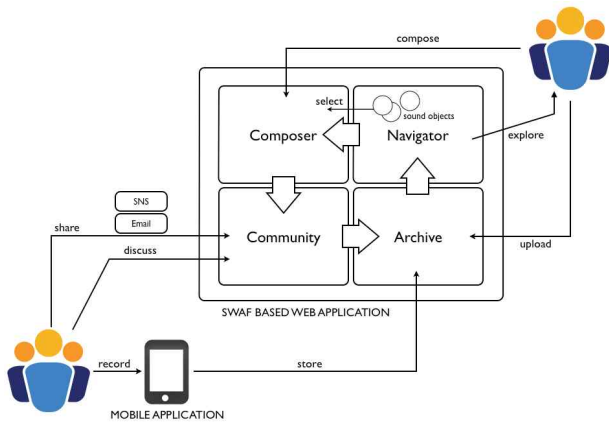 compose
select
sound objects
Composer
Navigator
explore
SNS
Email
share
discuss
Community
Archive
upload
SWAF BASED WEB APPLICATION
record
store
MOBILE APPLICATION